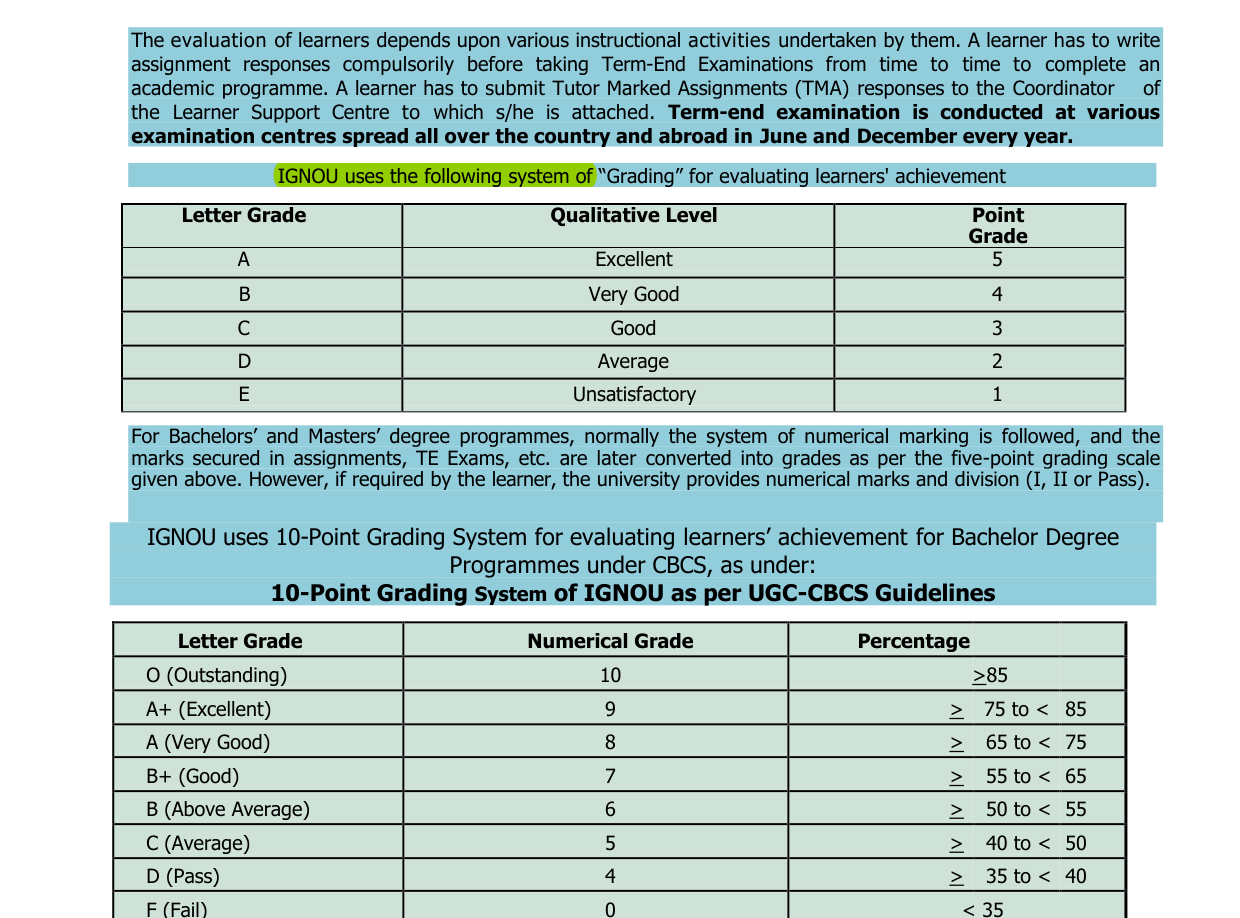 The evaluation of learners depends upon various instructional activities undertaken by them. A learner has to write
assignment responses compulsorily before taking Term-End Examinations from time to time to complete an
academic programme. A learner has to submit Tutor Marked Assignments (TMA) responses to the Coordinator of
the Learner Support Centre to which s/he is attached. Term-end examination is conducted at various
examination centres spread all over the country and abroad in June and December every year.
IGNOU uses the following system of “Grading” for evaluating learners' achievement
Letter Grade Qualitative Level Point
Grade
A Excellent 5
B Very Good 4
C Good 3
D Average 2
E Unsatisfactory 1
For Bachelors’ and Masters’ degree programmes, normally the system of numerical marking is followed, and the
marks secured in assignments, TE Exams, etc. are later converted into grades as per the five-point grading scale
given above. However, if required by the learner, the university provides numerical marks and division (I, II or Pass).
IGNOU uses 10-Point Grading System for evaluating learners’ achievement for Bachelor Degree
Programmes under CBCS, as under:
10-Point Grading System of IGNOU as per UGC-CBCS Guidelines
Letter Grade Numerical Grade Percentage
O (Outstanding) 10 ≥85
A+ (Excellent) 9 ≥ 75 to < 85
A (Very Good) 8 ≥ 65 to < 75
B+ (Good) 7 ≥ 55 to < 65
B (Above Average) 6 ≥ 50 to < 55
C (Average) 5 ≥ 40 to < 50
D (Pass) 4 ≥ 35 to < 40
F (Fail) 0 < 35